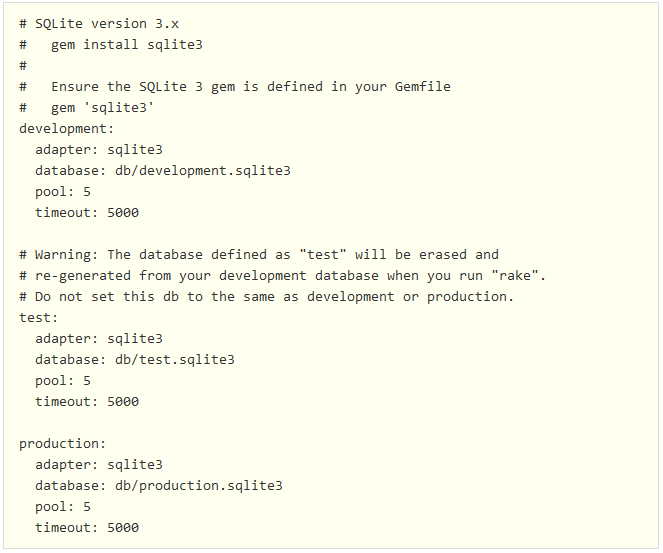 # SQLite version 3.x
#   gem install sqlite3
#
#   Ensure the SQLite 3 gem is defined in your Gemfile
#   gem 'sqlite3'
development:
  adapter: sqlite3
  database: db/development.sqlite3
  pool: 5
  timeout: 5000

# Warning: The database defined as "test" will be erased and
# re-generated from your development database when you run "rake".
# Do not set this db to the same as development or production.
test:
  adapter: sqlite3
  database: db/test.sqlite3
  pool: 5
  timeout: 5000

production:
  adapter: sqlite3
  database: db/production.sqlite3
  pool: 5
  timeout: 5000